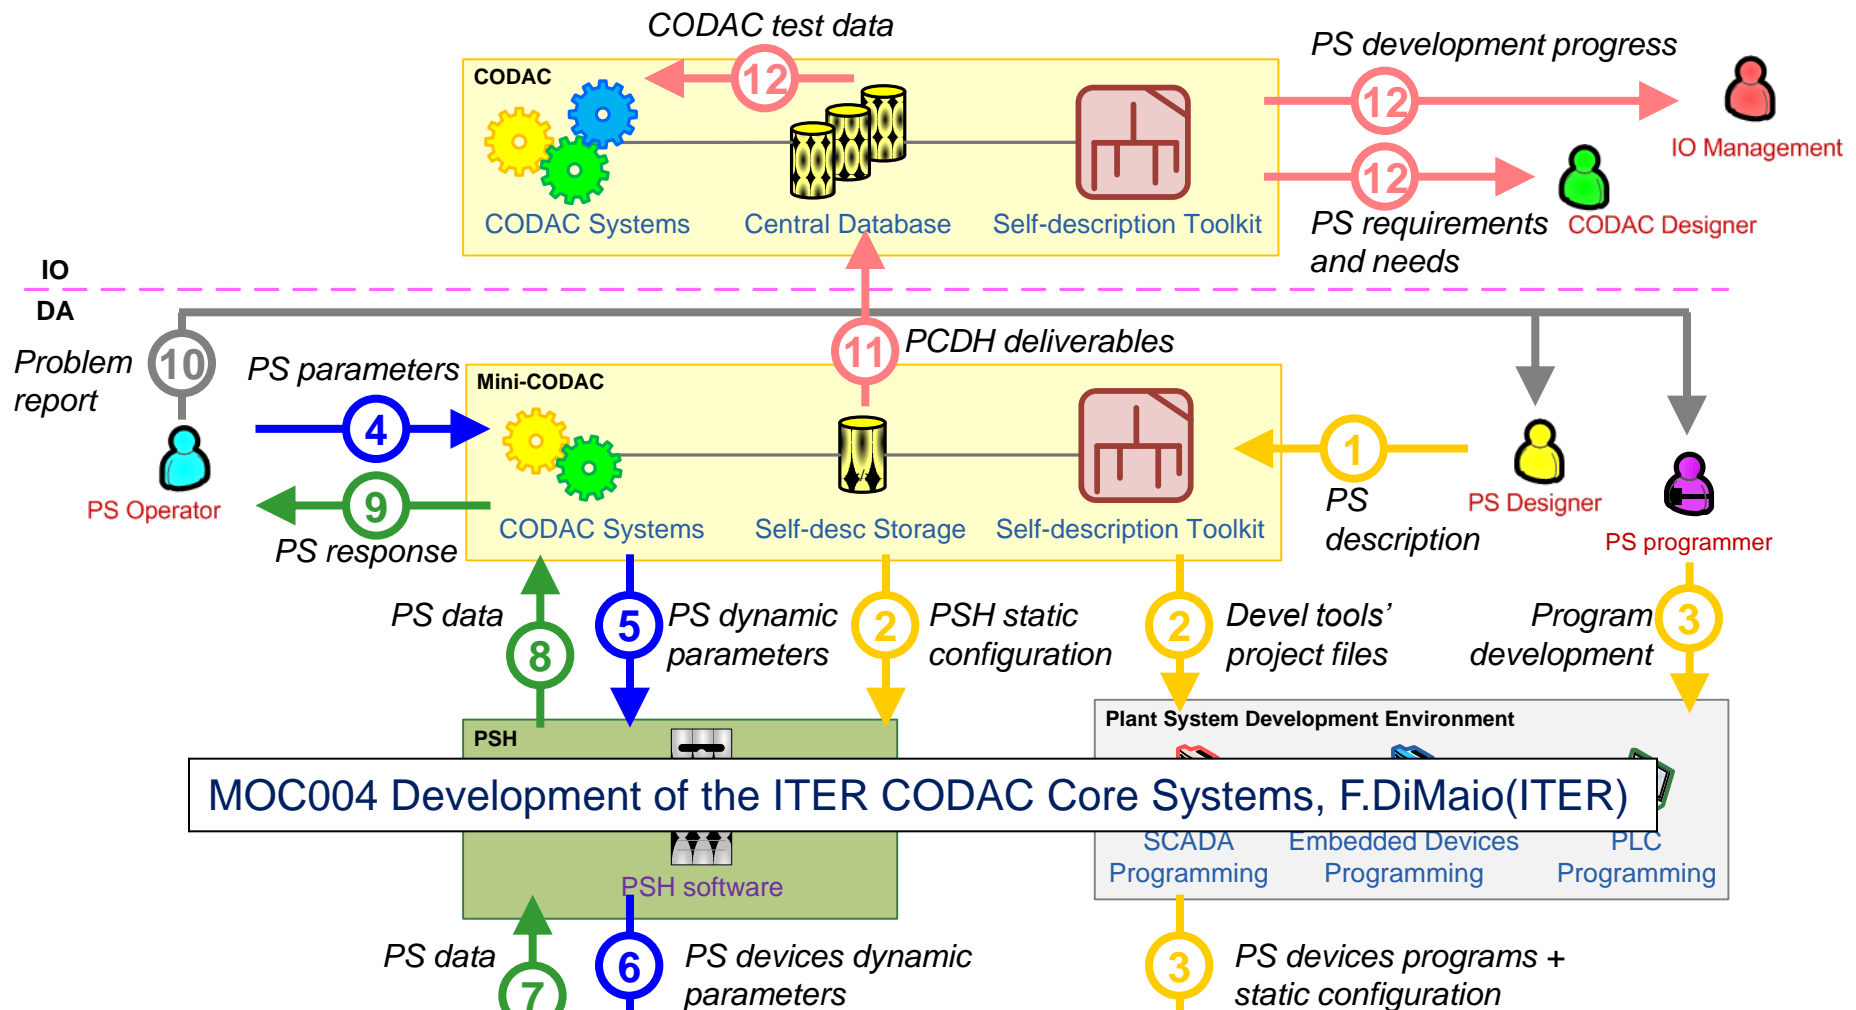 CODAC test data
PS development progress
CODAC
12
12
IO Management
12
CODAC Systems
Central Database
Self-description Toolkit
PS requirements
and needs
CODAC Designer
IO
DA
Problem
report
10
PS parameters
11
PCDH deliverables
Mini-CODAC
4
1
PS Operator
9
PS response
CODAC Systems
Self-desc Storage
Self-description Toolkit
PS
description
PS Designer
PS programmer
PS data
8
5
PS dynamic
parameters
2
PSH static
configuration
2
Devel tools’
project files
Program
development
3
PSH
Plant System Development Environment
MOC004 Development of the ITER CODAC Core Systems, F.DiMaio(ITER)
PSH software
SCADA
Programming
Embedded Devices
Programming
PLC
Programming
PS data
7
6
PS devices dynamic
parameters
3
PS devices programs +
static configuration